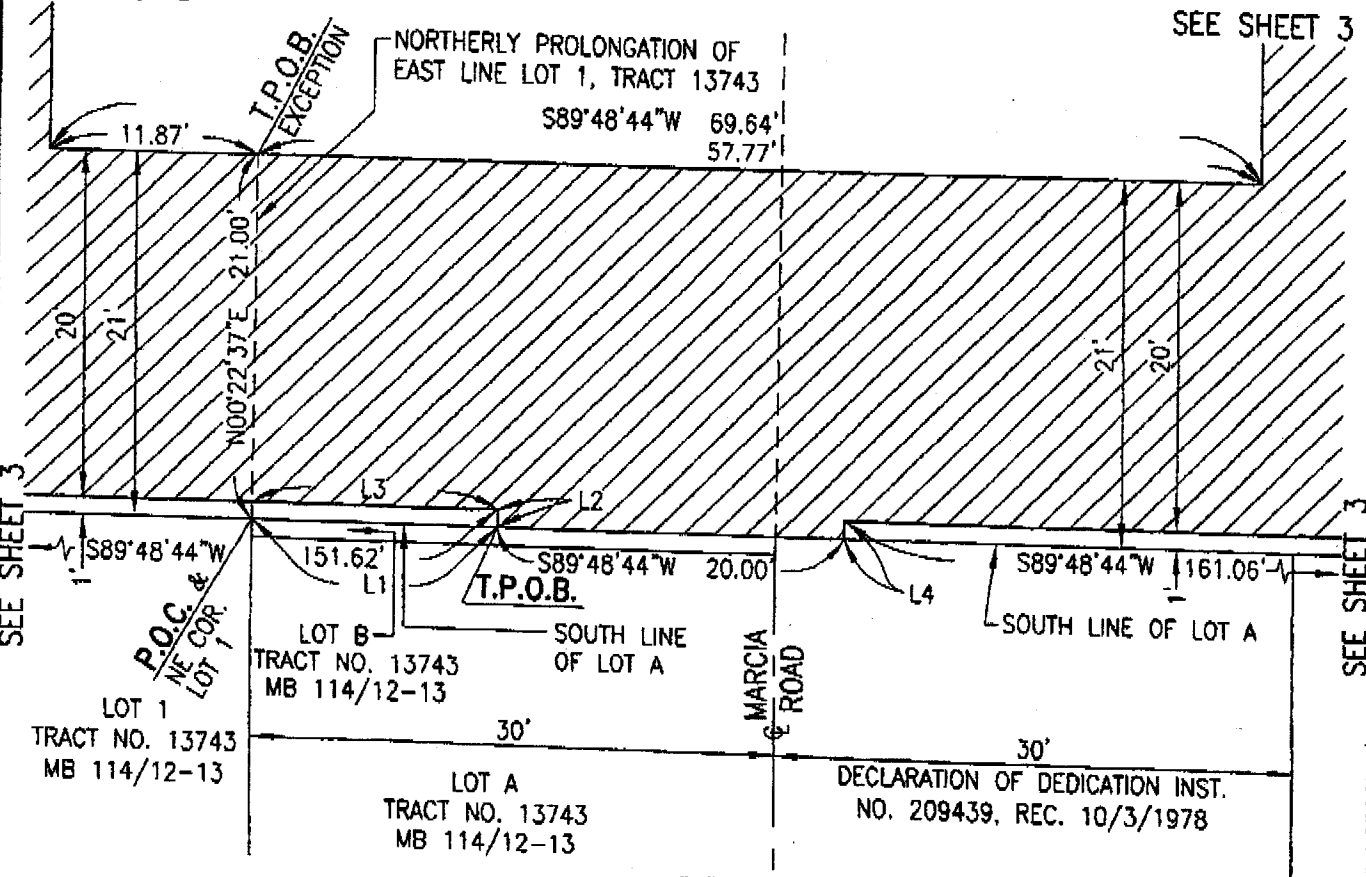 SEE SHEET 3
NORTHERLY PROLONGATION OF
EAST LINE LOT 1, TRACT 13743
T.P.O.B.
EXCEPTION
S89°48'44"W 69.64'
57.77'
11.87'
N00°22'37"E 21.00'
20'
21'
21'
20'
L3
L2
SEE SHEET 3
S89°48'44"W
1'
151.62'
L1
S89°48'44"W 20.00'
T.P.O.B.
L4
S89°48'44"W 161.06'
1'
SEE SHEET 3
P.O.C. &
NE COR.
LOT 1
LOT B
TRACT NO. 13743
MB 114/12-13
SOUTH LINE
OF LOT A
SOUTH LINE OF LOT A
MARCIA
℄ ROAD
LOT 1
TRACT NO. 13743
MB 114/12-13
30'
30'
LOT A
TRACT NO. 13743
MB 114/12-13
DECLARATION OF DEDICATION INST.
NO. 209439, REC. 10/3/1978